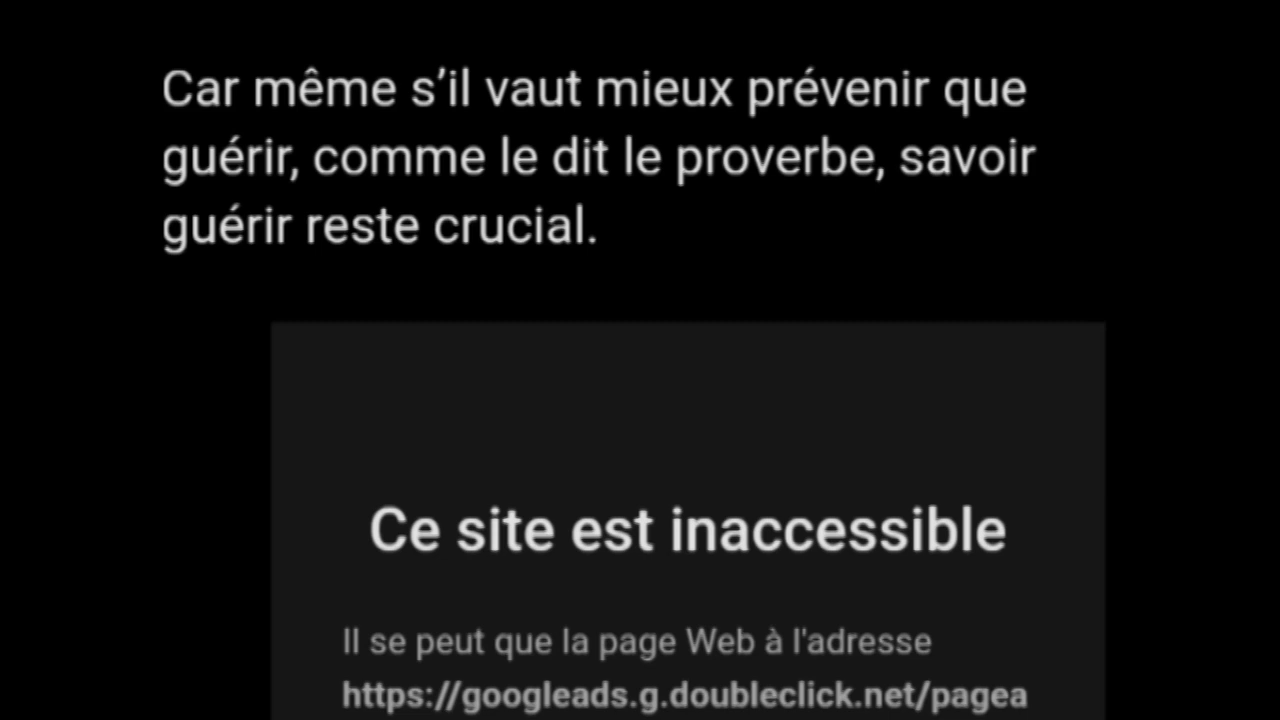 Car même s’il vaut mieux prévenir que
guérir, comme le dit le proverbe, savoir
guérir reste crucial.
Ce site est inaccessible
Il se peut que la page Web à l'adresse
https://googleads.g.doubleclick.net/pagea